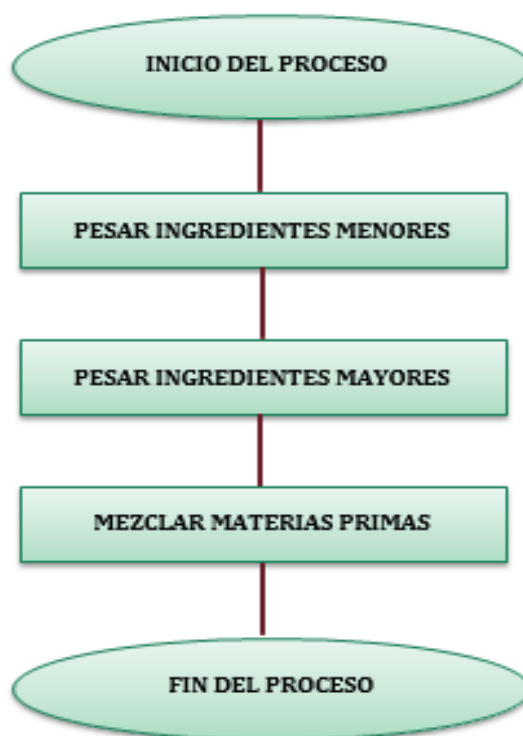 INICIO DEL PROCESO
PESAR INGREDIENTES MENORES
PESAR INGREDIENTES MAYORES
MEZCLAR MATERIAS PRIMAS
FIN DEL PROCESO